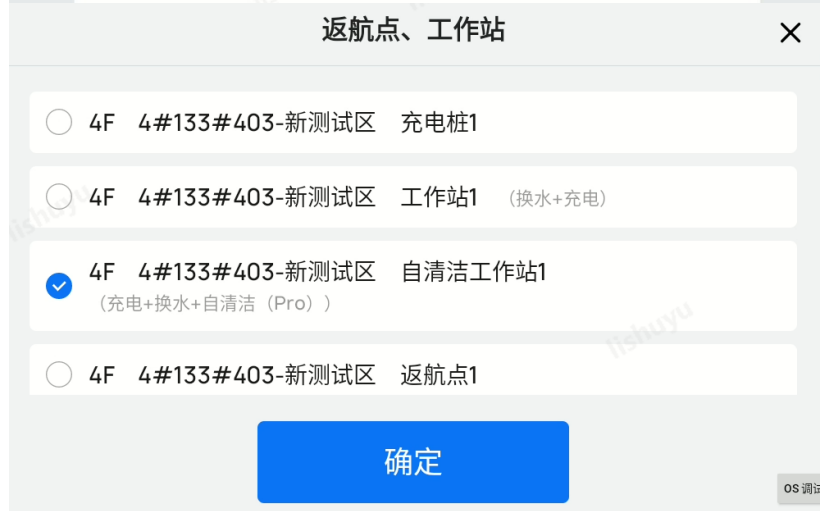 返航点、工作站
4F 4#133#403-新测试区 充电桩1
4F 4#133#403-新测试区 工作站1 （换水+充电）
4F 4#133#403-新测试区 自清洁工作站1
（充电+换水+自清洁（Pro））
4F 4#133#403-新测试区 返航点1
确定
OS 调试
lishuyu
lishuyu